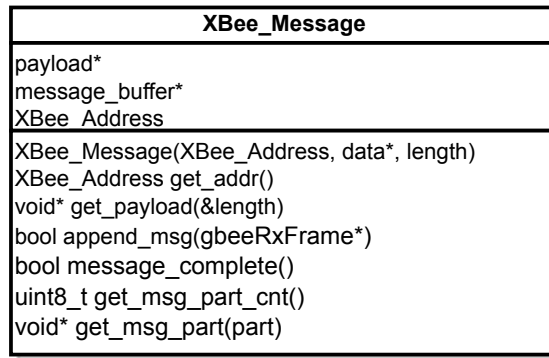 XBee_Message
payload*
message_buffer*
XBee_Address
XBee_Message(XBee_Address, data*, length)
XBee_Address get_addr()
void* get_payload(&length)
bool append_msg(gbeeRxFrame*)
bool message_complete()
uint8_t get_msg_part_cnt()
void* get_msg_part(part)